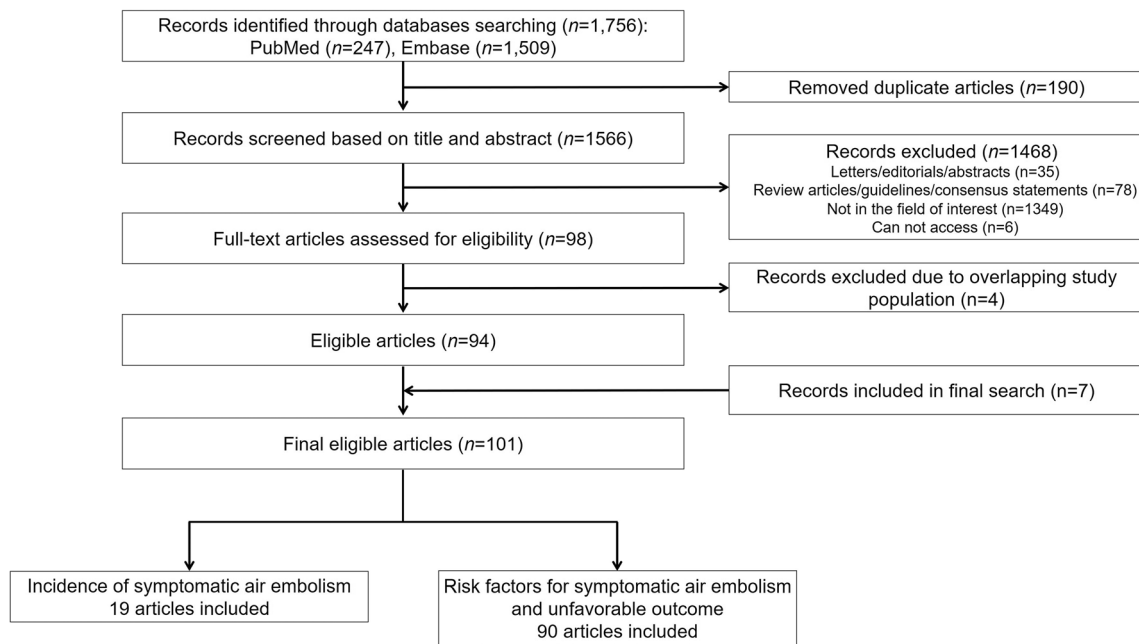 Records identified through databases searching (n=1,756):
PubMed (n=247), Embase (n=1,509)
Removed duplicate articles (n=190)
Records screened based on title and abstract (n=1566)
Records excluded (n=1468)
Letters/editorials/abstracts (n=35)
Review articles/guidelines/consensus statements (n=78)
Not in the field of interest (n=1349)
Can not access (n=6)
Full-text articles assessed for eligibility (n=98)
Records excluded due to overlapping study
population (n=4)
Eligible articles (n=94)
Records included in final search (n=7)
Final eligible articles (n=101)
Incidence of symptomatic air embolism
19 articles included
Risk factors for symptomatic air embolism
and unfavorable outcome
90 articles included